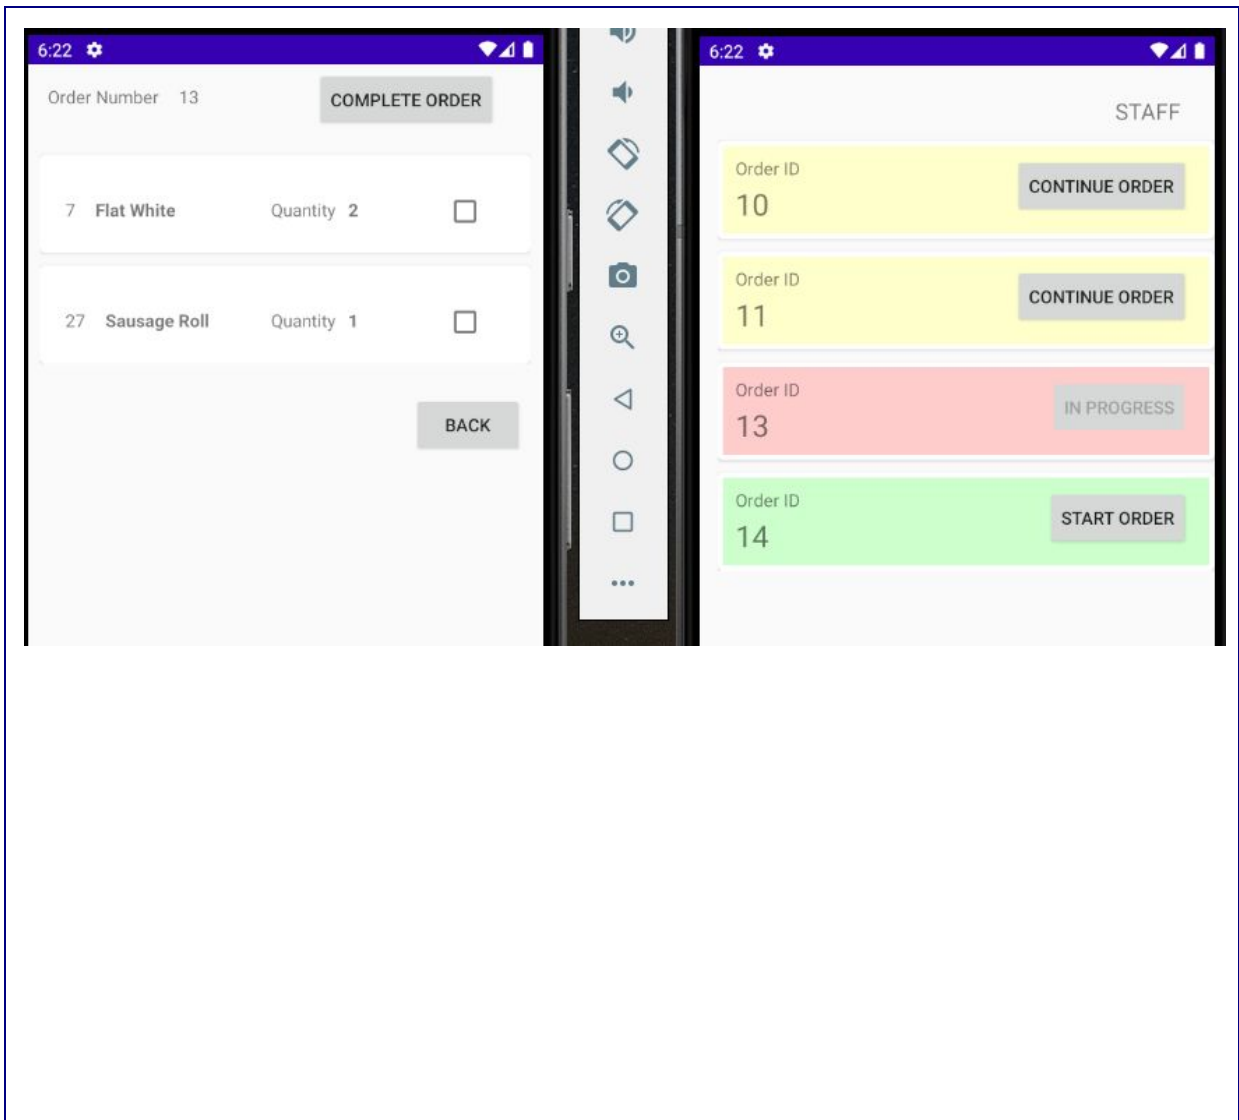 6:22
Order Number 13
COMPLETE ORDER
7 Flat White Quantity 2
27 Sausage Roll Quantity 1
BACK
6:22
STAFF
Order ID
10
CONTINUE ORDER
Order ID
11
CONTINUE ORDER
Order ID
13
IN PROGRESS
Order ID
14
START ORDER